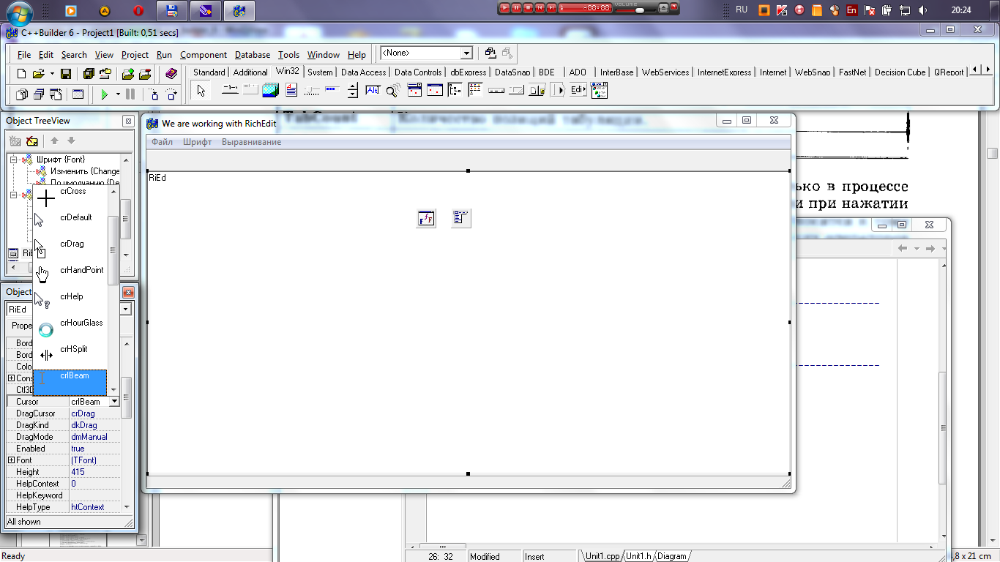 RU
En
20:24
-00:00
VOLUME
C++Builder 6 - Project1 [Built: 0,51 secs]
File Edit Search View Project Run Component Database Tools Window Help
<None>
Standard Additional Win32 System Data Access Data Controls dbExpress DataSnap BDE ADO InterBase WebServices InternetExpress Internet WebSnap FastNet Decision Cube QReport
Object TreeView
Шрифт {Font}
Изменить {Change
По умолчанию {De
We are working with RichEdit
Файл Шрифт Выравнивание
RiEd
TabCount
Количество позиций табуляции.
ько в процессе
и при нажатии
crCross
crDefault
crDrag
crHandPoint
crHelp
crHourGlass
crHSplit
crIBeam
Object
RiEd
Prope
Bord
Bord
Colo
Cons
Ctl3D
Cursor crIBeam
DragCursor crDrag
DragKind dkDrag
DragMode dmManual
Enabled true
Font (TFont)
Height 415
HelpContext 0
HelpKeyword
HelpType htContext
All shown
Ready
26: 32 Modified Insert Unit1.cpp Unit1.h Diagram
4,8 x 21 cm